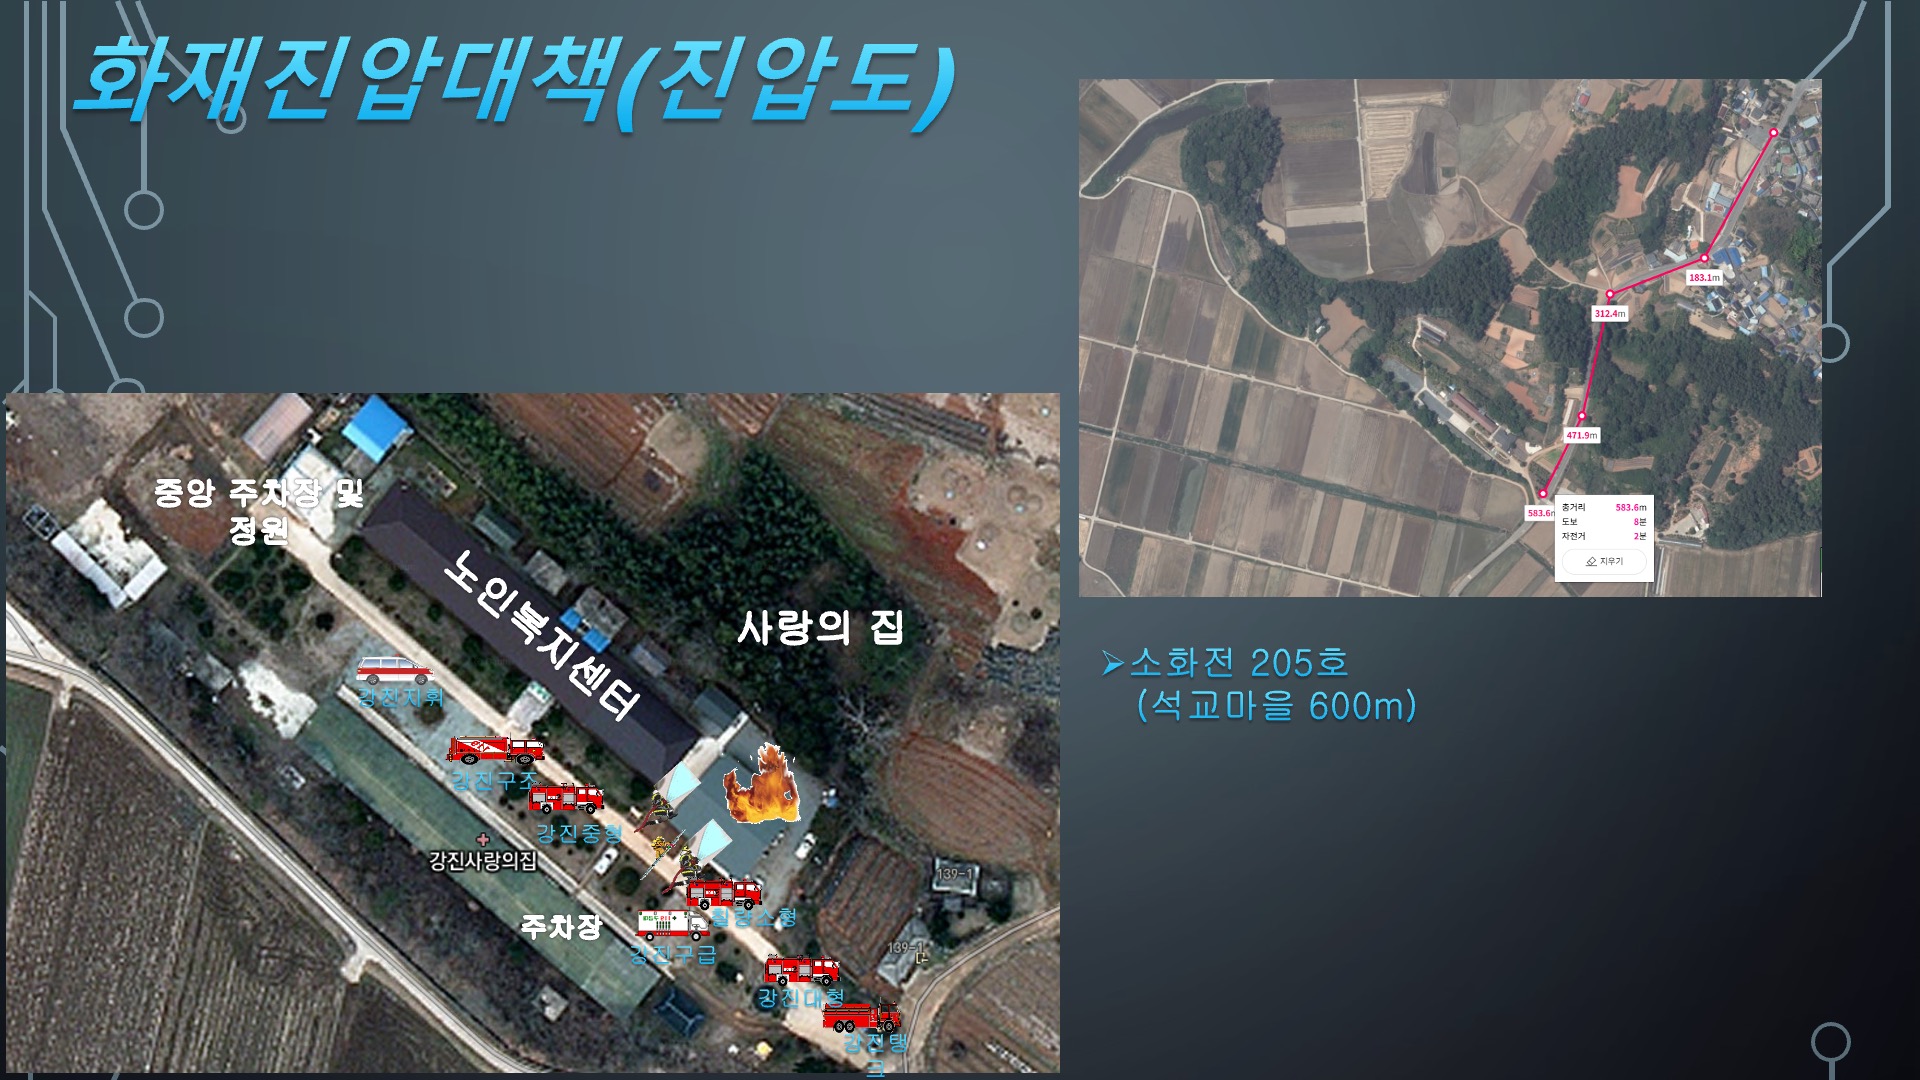 화재진압대책(진압도)
183.1m
312.4m
471.9m
583.6m
총거리 583.6m
도보 8분
자전거 2분
지우기
중앙 주차장 및
정원
노인복지센터
사랑의 집
강진지휘
강진구조
강진중형
강진사랑의집
139-1
칠량소형
주차장
139-1
강진구급
강진대형
강진탱
크
➢소화전 205호
(석교마을 600m)